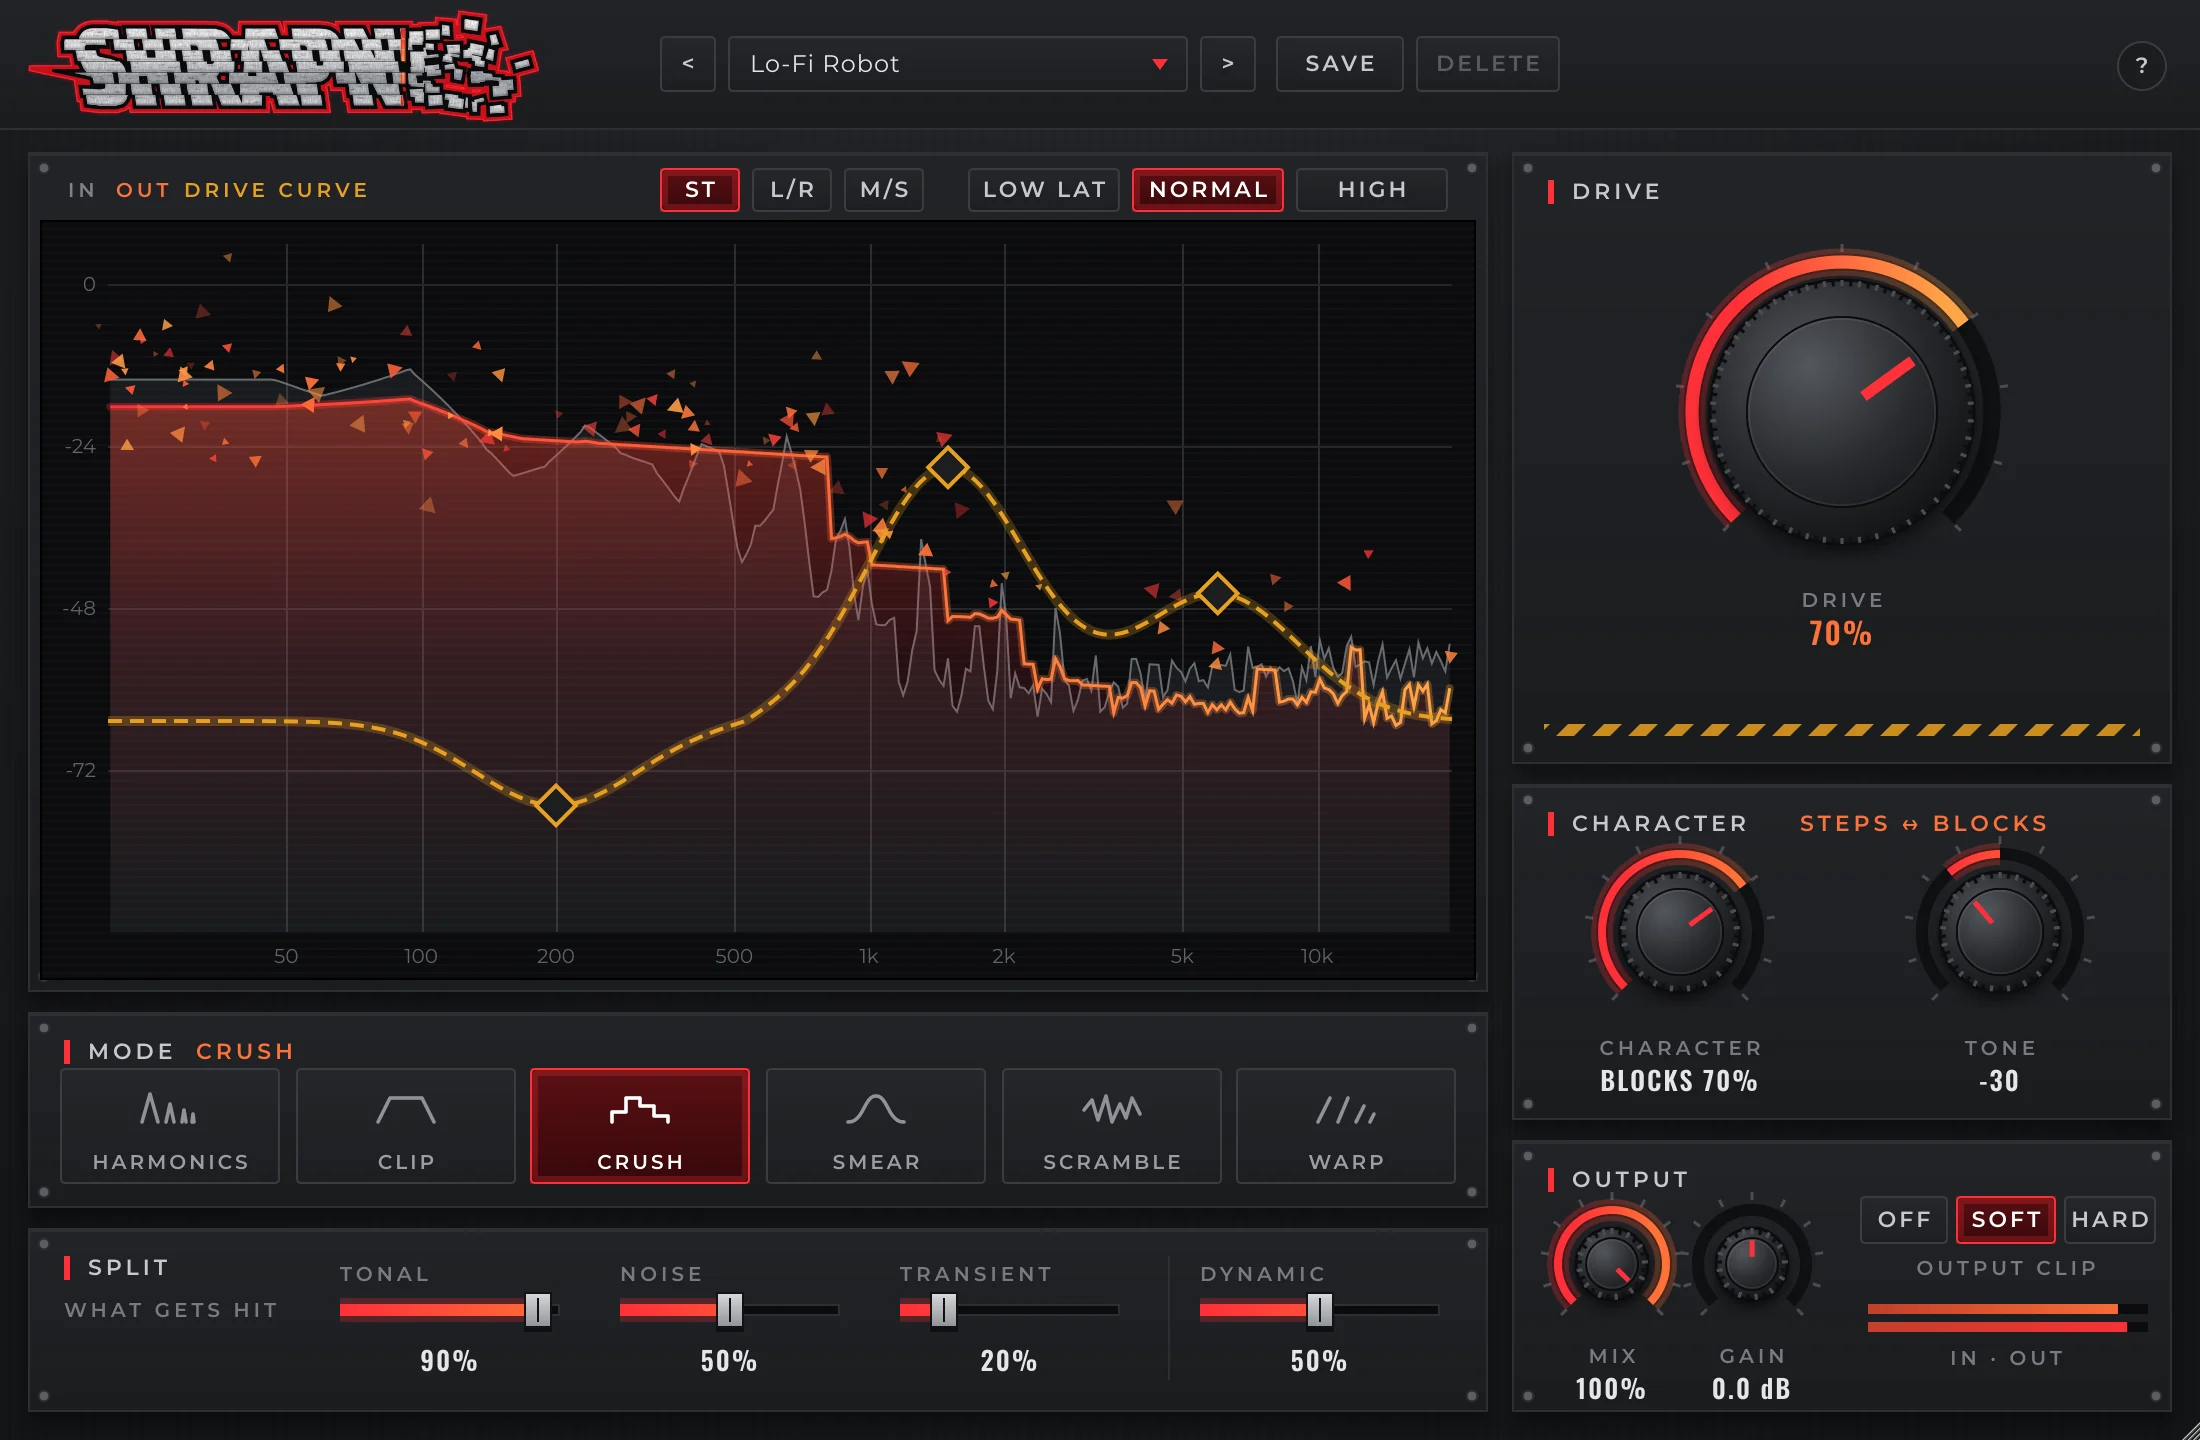 SHRAPN
< Lo-Fi Robot > SAVE DELETE ?
IN OUT DRIVE CURVE ST L/R M/S LOW LAT NORMAL HIGH
0
-24
-48
-72
50 100 200 500 1k 2k 5k 10k
MODE CRUSH
HARMONICS CLIP CRUSH SMEAR SCRAMBLE WARP
SPLIT
WHAT GETS HIT
TONAL NOISE TRANSIENT DYNAMIC
90% 50% 20% 50%
DRIVE
DRIVE
70%
CHARACTER STEPS ↔ BLOCKS
CHARACTER TONE
BLOCKS 70% -30
OUTPUT
OFF SOFT HARD
OUTPUT CLIP
IN · OUT
MIX GAIN
100% 0.0 dB